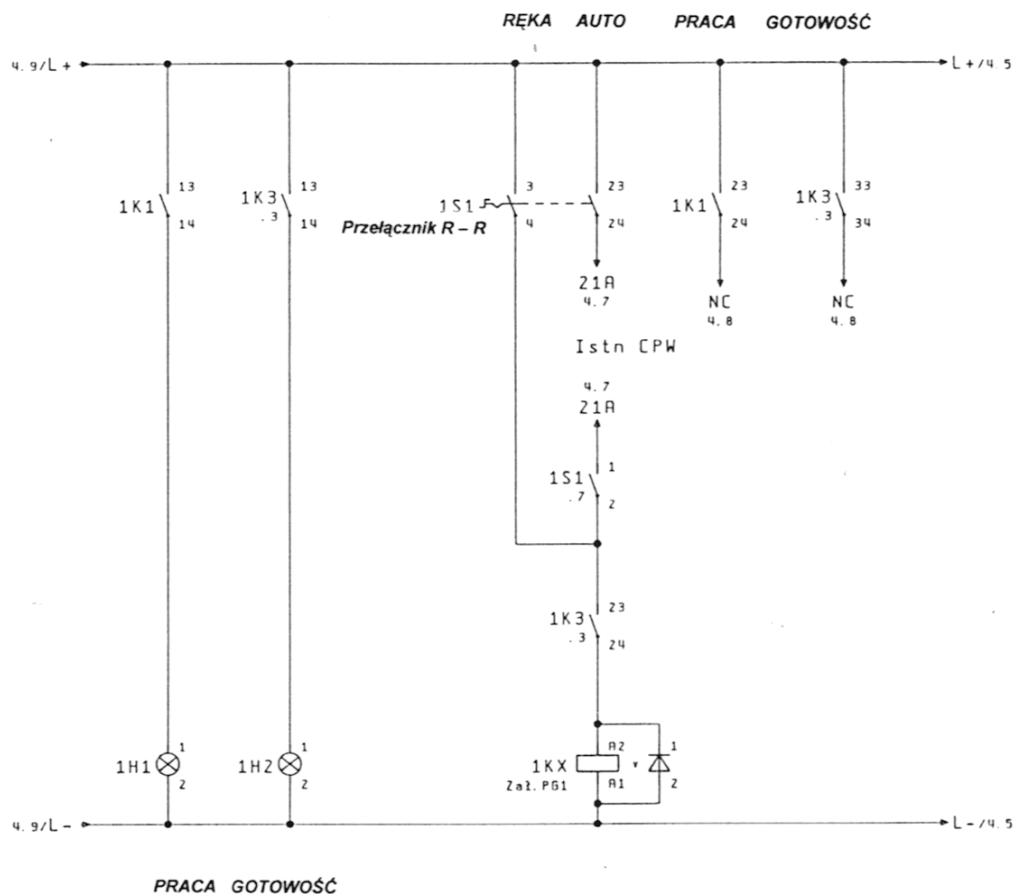 RĘKA AUTO PRACA GOTOWOŚĆ
4.9/L+
L+/4.5
1K1
13
14
1K3
.3
13
14
1S1
3
4
Przełącznik R – R
23
24
21A
4.7
1K1
23
24
NC
4.8
1K3
.3
33
34
NC
4.8
Istn CPW
4.7
21A
1S1
.7
1
2
1K3
.3
23
24
1H1
1
2
1H2
1
2
1KX
Zał. PG1
A2
A1
v
1
2
4.9/L-
L-/4.5
PRACA GOTOWOŚĆ